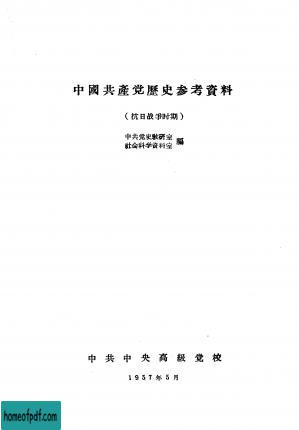 中國共產党歷史参考資料
（抗日战爭时期）
中共党史敎研室
社会科学資料室
編
中共中央高級党校
1957年5月
homeofpdf.com